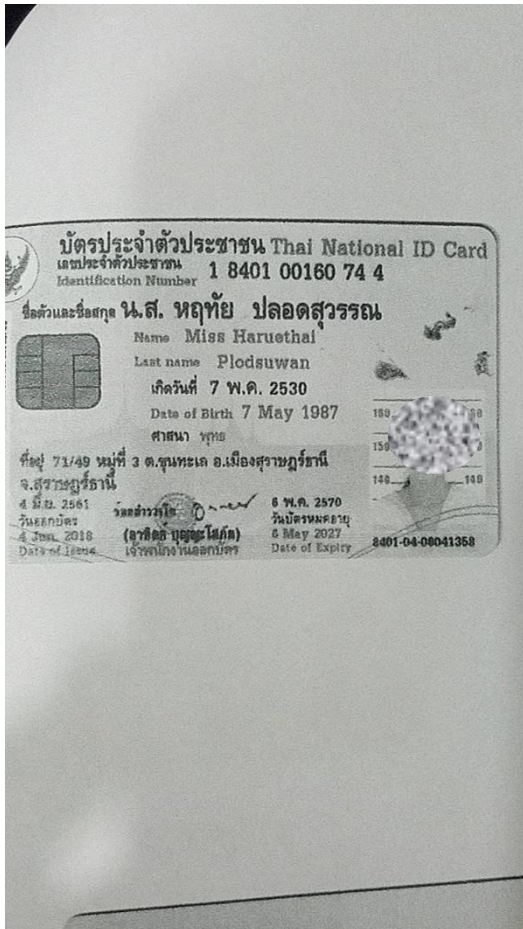 บัตรประจำตัวประชาชน Thai National ID Card
เลขประจำตัวประชาชน
Identification Number 1 8401 00160 74 4
ชื่อตัวและชื่อสกุล น.ส. หฤทัย ปลอดสุวรรณ
Name Miss Haruethai
Last name Plodsuwan
เกิดวันที่ 7 พ.ค. 2530
Date of Birth 7 May 1987
ศาสนา พุทธ
ที่อยู่ 71/49 หมู่ที่ 3 ต.ขุนทะเล อ.เมืองสุราษฎร์ธานี
จ.สุราษฎร์ธานี
4 มิ.ย. 2561
วันออกบัตร
4 Jun. 2018
Date of Issue
เจ้าพนักงานออกบัตร
6 พ.ค. 2570
วันบัตรหมดอายุ
6 May 2027
Date of Expiry
150
140 140
8401-04-06041358